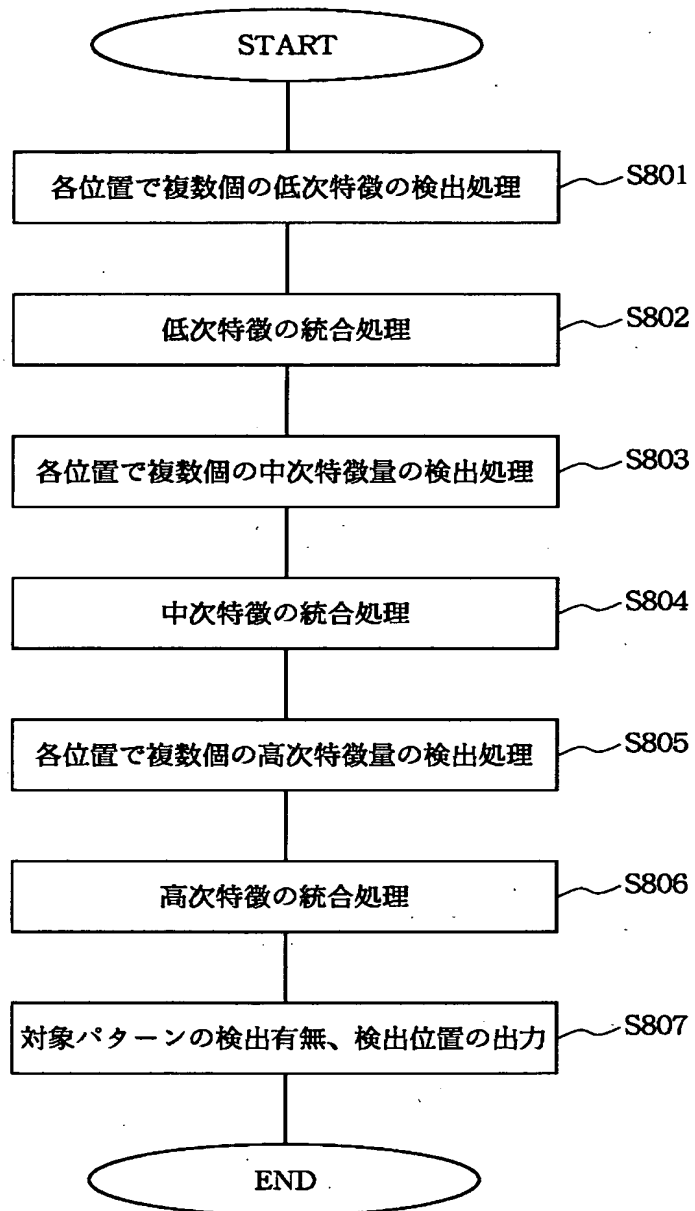 START
各位置で複数個の低次特徴の検出処理
S801
低次特徴の統合処理
S802
各位置で複数個の中次特徴量の検出処理
S803
中次特徴の統合処理
S804
各位置で複数個の高次特徴量の検出処理
S805
高次特徴の統合処理
S806
対象パターンの検出有無、検出位置の出力
S807
END